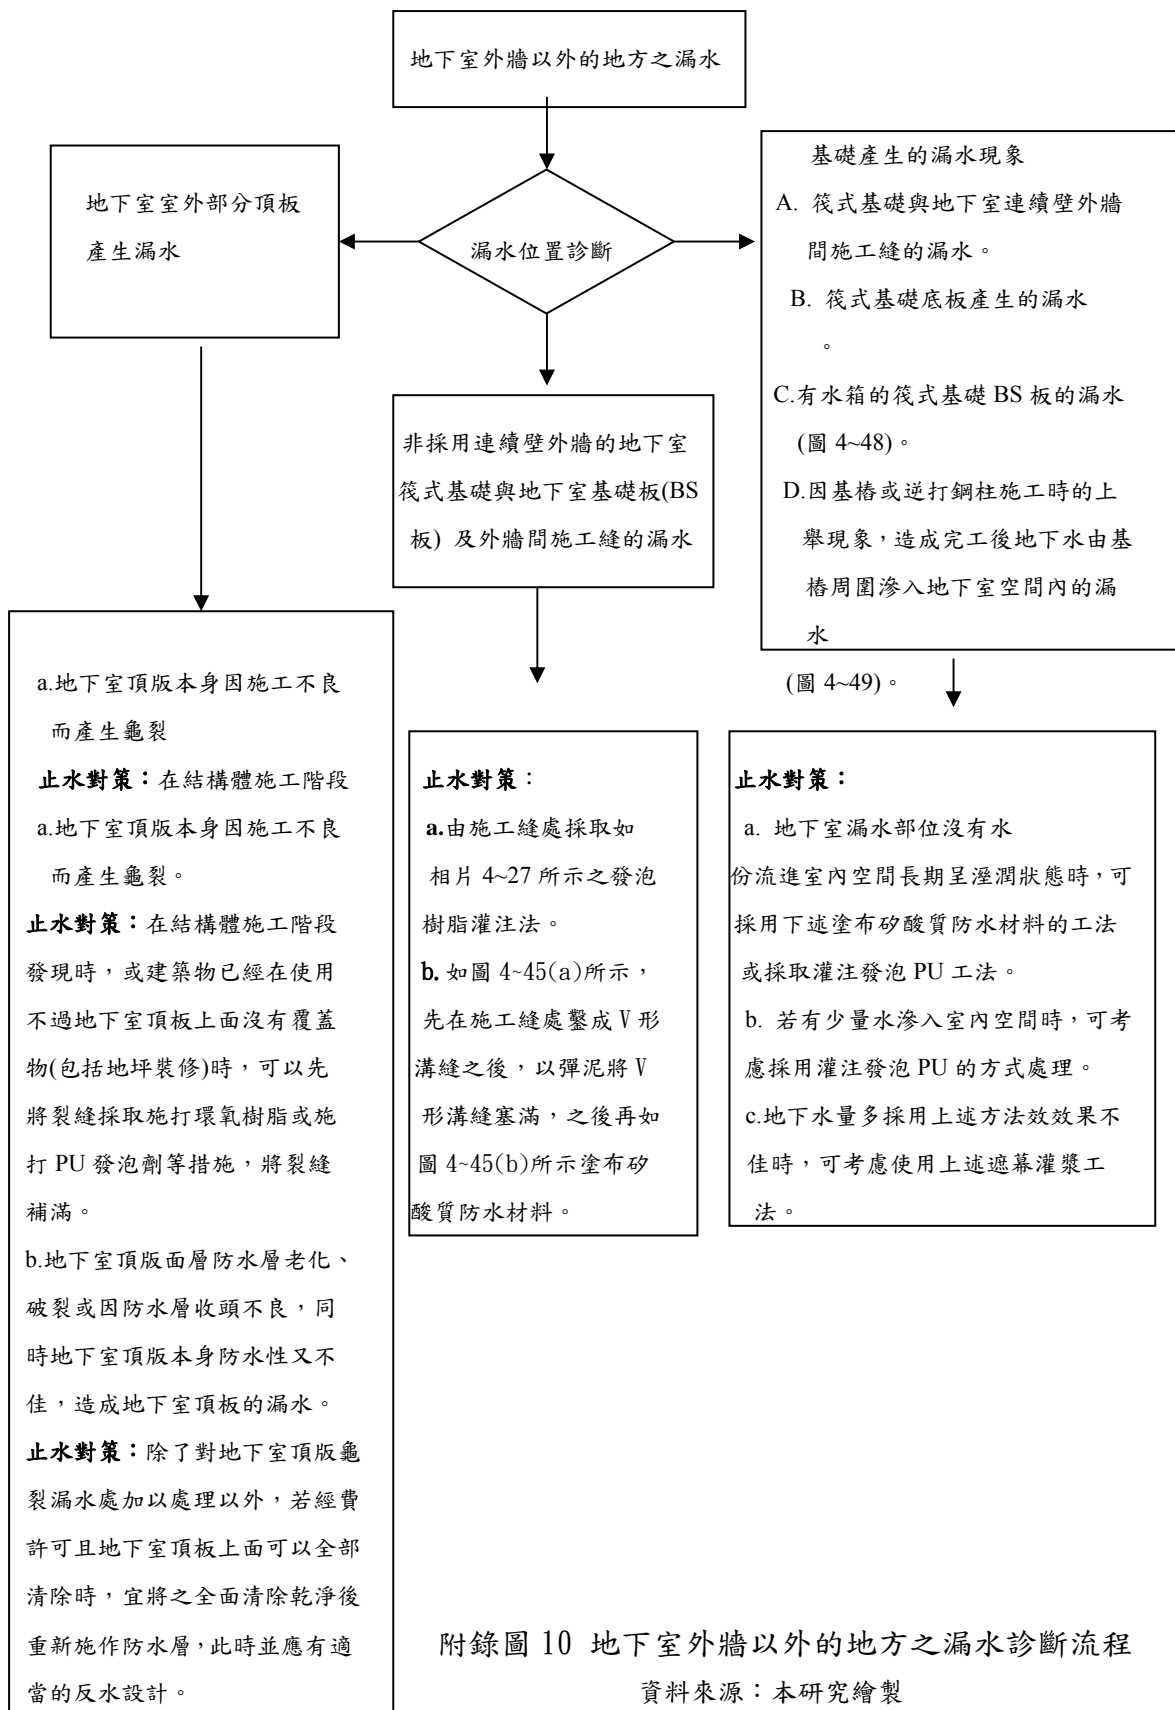 地下室外牆以外的地方之漏水
地下室室外部分頂板
產生漏水
漏水位置診斷
基礎產生的漏水現象
A. 筏式基礎與地下室連續壁外牆
間施工縫的漏水。
B. 筏式基礎底板產生的漏水
。
C.有水箱的筏式基礎 BS 板的漏水
(圖 4~48)。
D.因基樁或逆打鋼柱施工時的上
舉現象，造成完工後地下水由基
樁周圍滲入地下室空間內的漏
水
(圖 4~49)。
非採用連續壁外牆的地下室
筏式基礎與地下室基礎板(BS
板) 及外牆間施工縫的漏水
a.地下室頂版本身因施工不良
而產生龜裂
止水對策：在結構體施工階段
a.地下室頂版本身因施工不良
而產生龜裂。
止水對策：在結構體施工階段
發現時，或建築物已經在使用
不過地下室頂板上面沒有覆蓋
物(包括地坪裝修)時，可以先
將裂縫採取施打環氧樹脂或施
打 PU 發泡劑等措施，將裂縫
補滿。
b.地下室頂版面層防水層老化、
破裂或因防水層收頭不良，同
時地下室頂版本身防水性又不
佳，造成地下室頂板的漏水。
止水對策：除了對地下室頂版龜
裂漏水處加以處理以外，若經費
許可且地下室頂板上面可以全部
清除時，宜將之全面清除乾淨後
重新施作防水層，此時並應有適
當的反水設計。
止水對策：
a.由施工縫處採取如
相片 4~27 所示之發泡
樹脂灌注法。
b. 如圖 4~45(a)所示，
先在施工縫處鑿成 V 形
溝縫之後，以彈泥將 V
形溝縫塞滿，之後再如
圖 4~45(b)所示塗布矽
酸質防水材料。
止水對策：
a. 地下室漏水部位沒有水
份流進室內空間長期呈溼潤狀態時，可
採用下述塗布矽酸質防水材料的工法
或採取灌注發泡 PU 工法。
b. 若有少量水滲入室內空間時，可考
慮採用灌注發泡 PU 的方式處理。
c.地下水量多採用上述方法效效果不
佳時，可考慮使用上述遮幕灌漿工
法。
附錄圖 10 地下室外牆以外的地方之漏水診斷流程
資料來源：本研究繪製